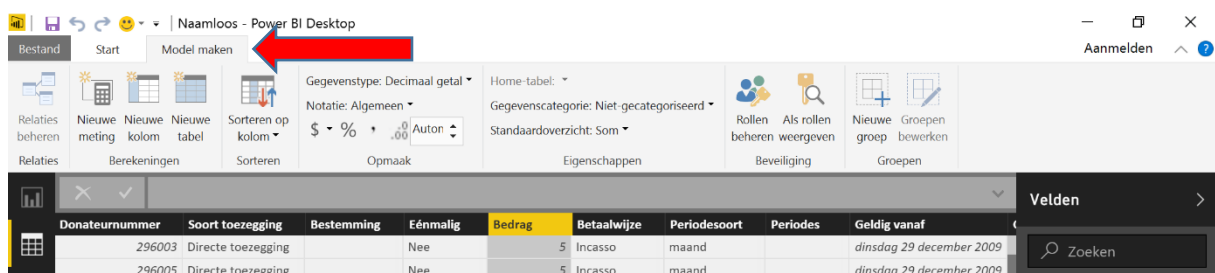 Naamloos - Power BI Desktop
Bestand Start Model maken Aanmelden
Relaties beheren
Nieuwe meting
Nieuwe kolom
Nieuwe tabel
Sorteren op kolom
Gegevenstype: Decimaal getal
Notatie: Algemeen
$ % , .00 Auton
Home-tabel:
Gegevenscategorie: Niet-gecategoriseerd
Standaardoverzicht: Som
Rollen beheren
Als rollen weergeven
Nieuwe groep
Groepen bewerken
Relaties Berekeningen Sorteren Opmaak Eigenschappen Beveiliging Groepen
Velden
Zoeken
Donateurnummer Soort toezegging Bestemming Eénmalig Bedrag Betaalwijze Periodesoort Periodes Geldig vanaf
296003 Directe toezegging Nee 5 Incasso maand dinsdag 29 december 2009
296005 Directe toezegging Nee 5 Incasso maand dinsdag 29 december 2009